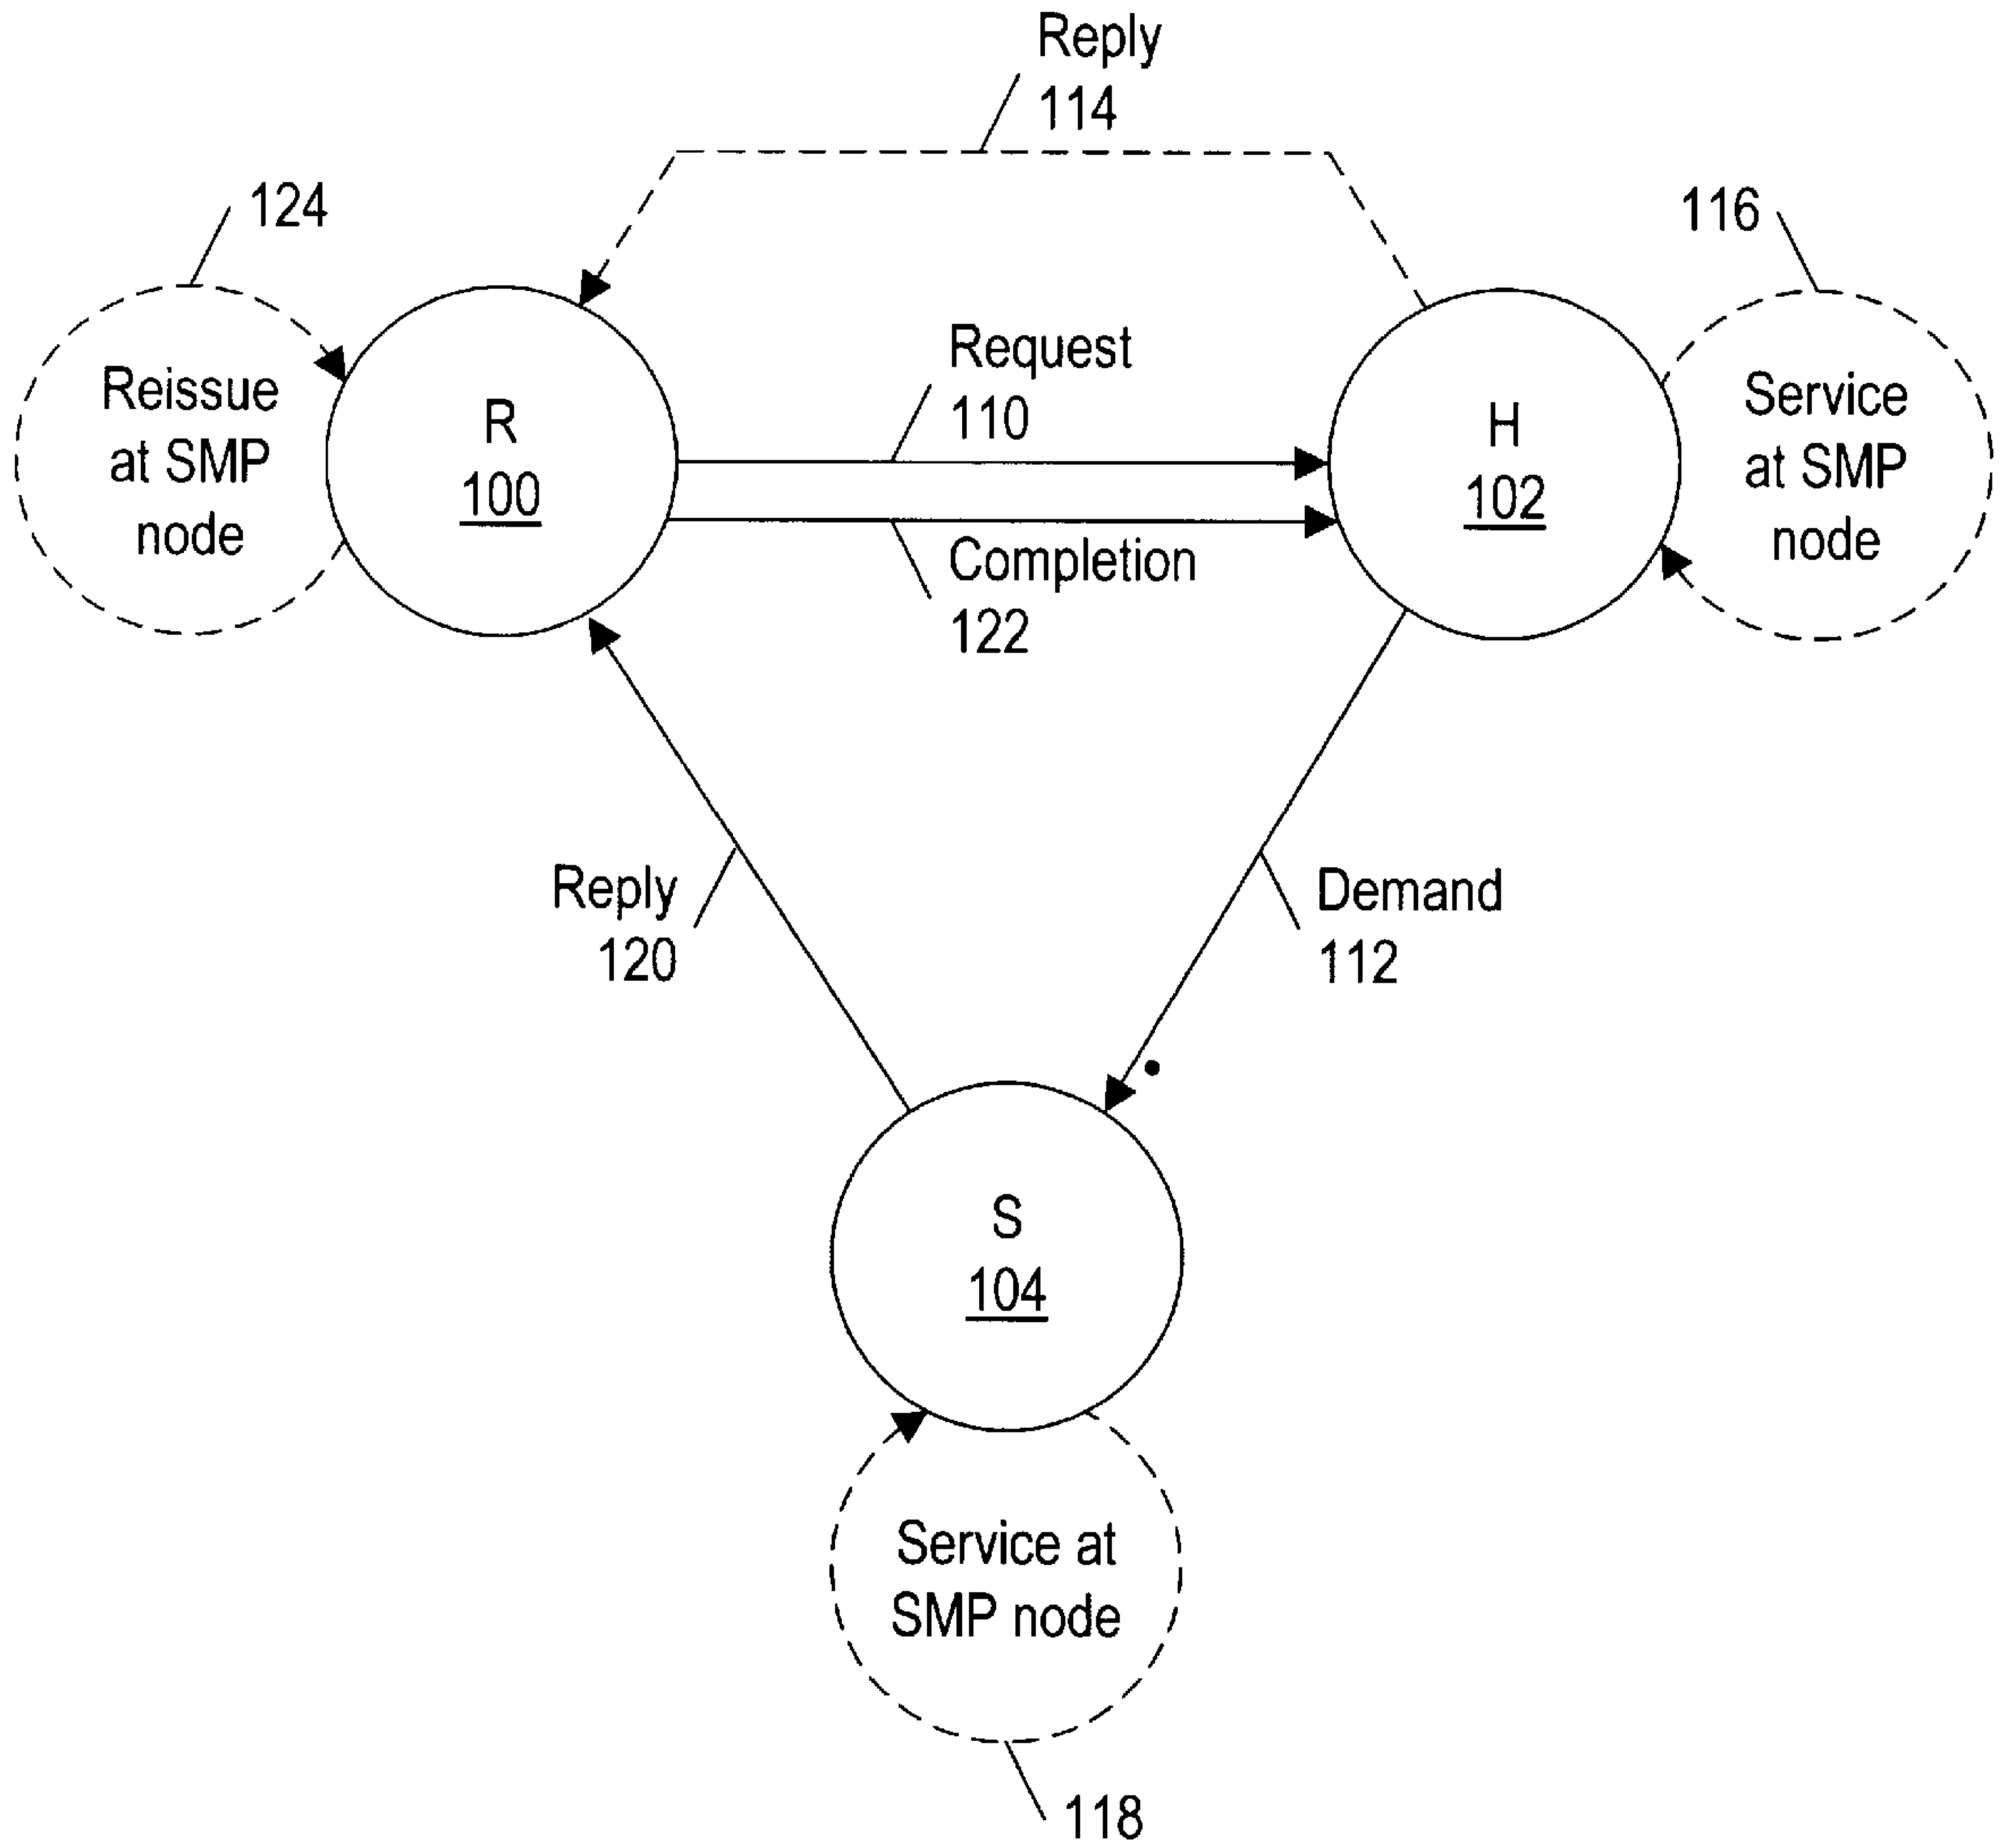 Reply
114
124
116
Request
110
Reissue
at SMP
node
R
100
H
102
Service
at SMP
node
Completion
122
Reply
120
Demand
112
S
104
Service at
SMP node
118